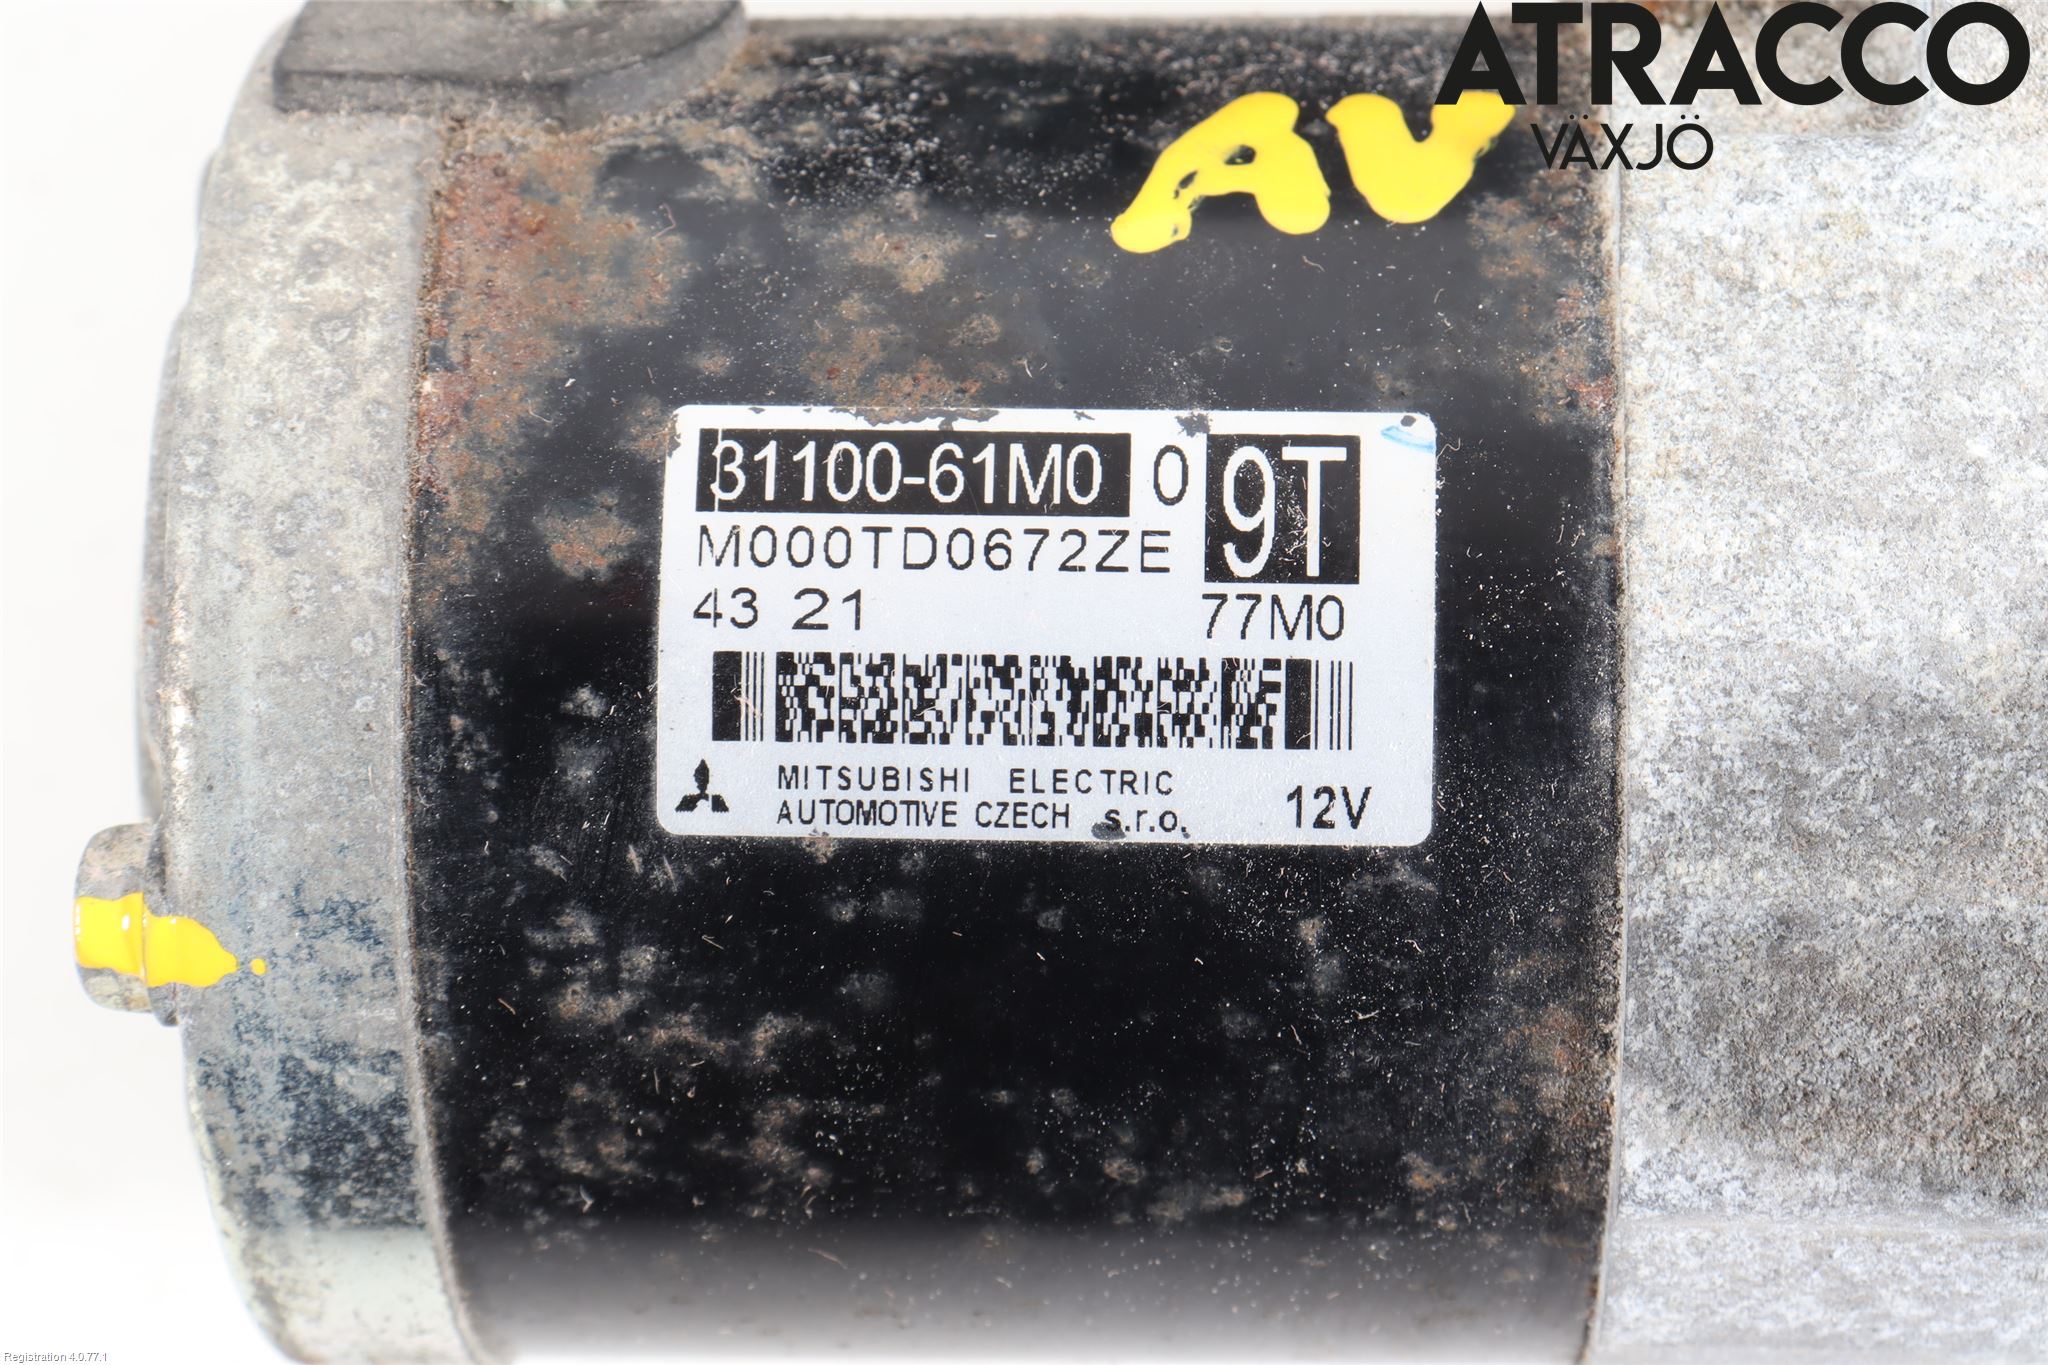 ATRACCO
VÄXJÖ
AV
31100-61M0 0 9T
M000TD0672ZE
43 21 77M0
MITSUBISHI ELECTRIC
AUTOMOTIVE CZECH s.r.o. 12V
Registration 4.0.77.1